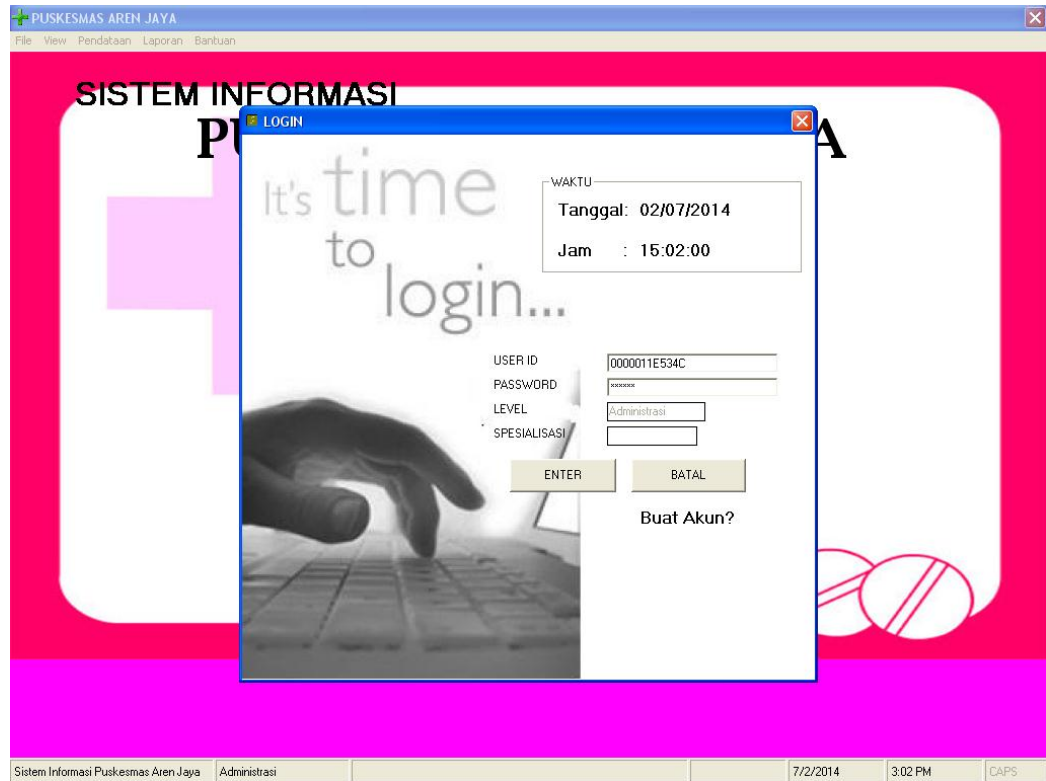 PUSKESMAS AREN JAYA
File View Pendataan Laporan Bantuan
SISTEM INFORMASI
LOGIN
It's time
to
login...
WAKTU
Tanggal: 02/07/2014
Jam : 15:02:00
USER ID 0000011E534C
PASSWORD ××××××
LEVEL Administrasi
SPESIALISASI
ENTER BATAL
Buat Akun?
Sistem Informasi Puskesmas Aren Jaya Administrasi 7/2/2014 3:02 PM CAPS